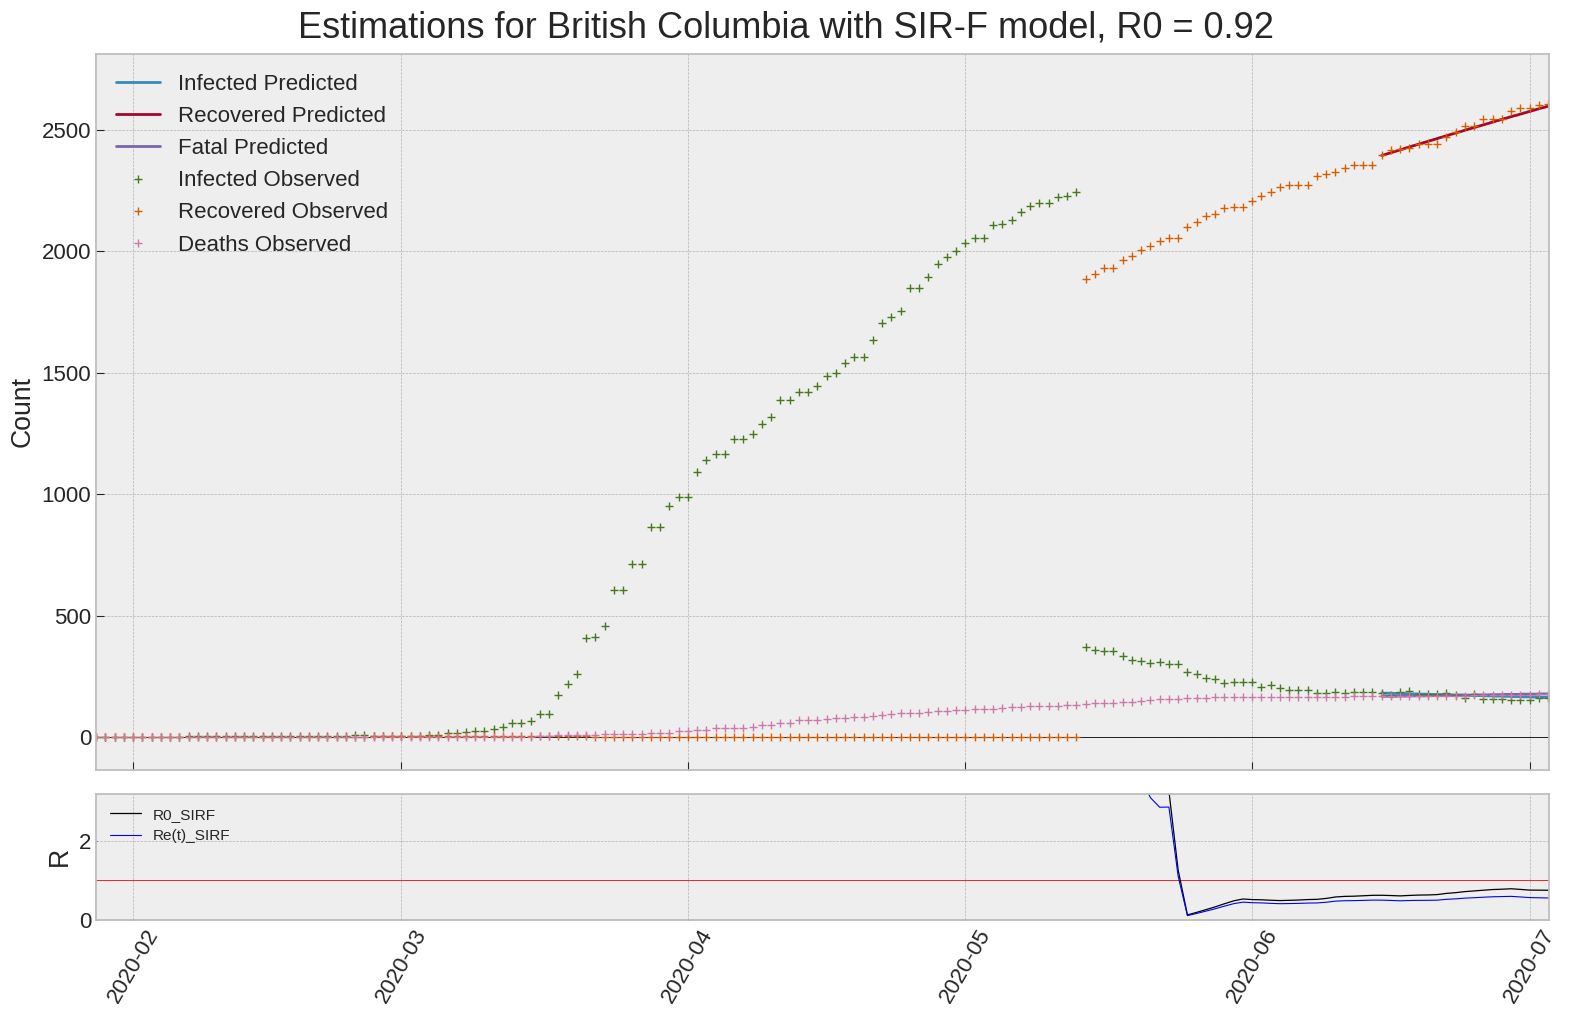 Estimations for British Columbia with SIR-F model, R0 = 0.92
Infected Predicted
Recovered Predicted
Fatal Predicted
Infected Observed
Recovered Observed
Deaths Observed
2500
2000
1500
1000
500
0
Count
R0_SIRF
Re(t)_SIRF
2
0
R
2020-02
2020-03
2020-04
2020-05
2020-06
2020-07